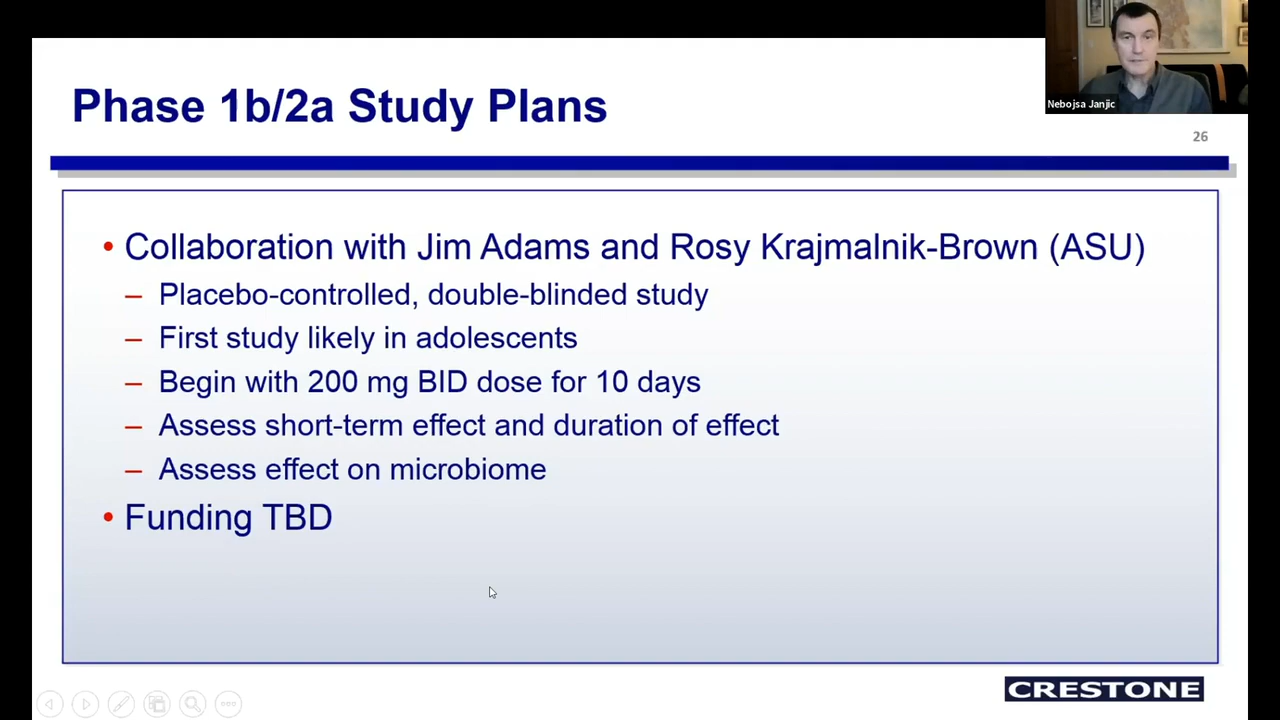 Phase 1b/2a Study Plans
Nebojsa Janjic
26
• Collaboration with Jim Adams and Rosy Krajmalnik-Brown (ASU)
– Placebo-controlled, double-blinded study
– First study likely in adolescents
– Begin with 200 mg BID dose for 10 days
– Assess short-term effect and duration of effect
– Assess effect on microbiome
• Funding TBD
CRESTONE